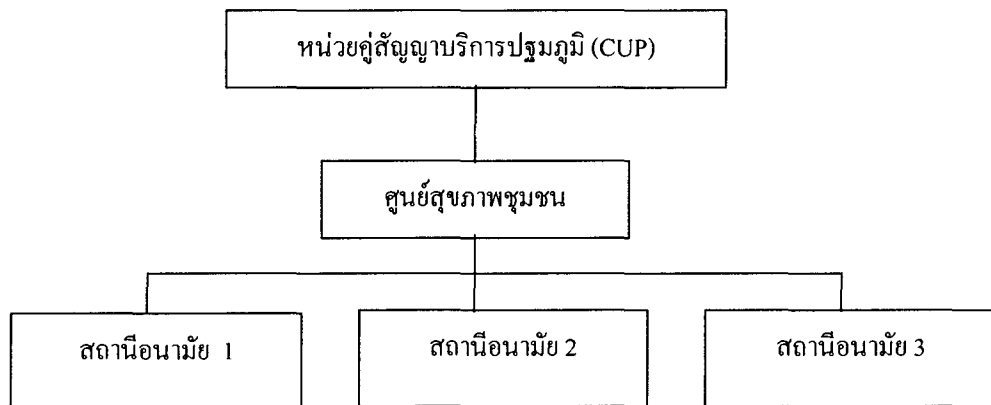 หน่วยคู่สัญญาบริการปฐมภูมิ (CUP)
ศูนย์สุขภาพชุมชน
สถานีอนามัย 1
สถานีอนามัย 2
สถานีอนามัย 3